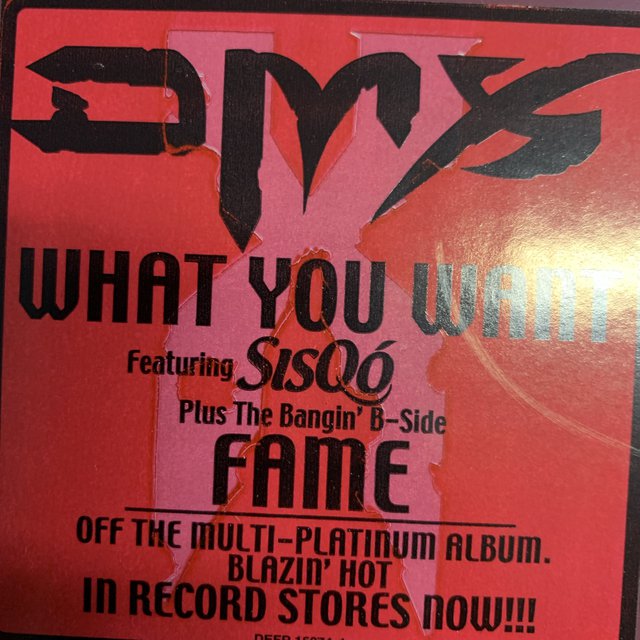 DMX
WHAT YOU WANT
Featuring SISQÓ
Plus The Bangin' B-Side
FAME
OFF THE MULTI-PLATINUM ALBUM.
BLAZIN' HOT
IN RECORD STORES NOW!!!